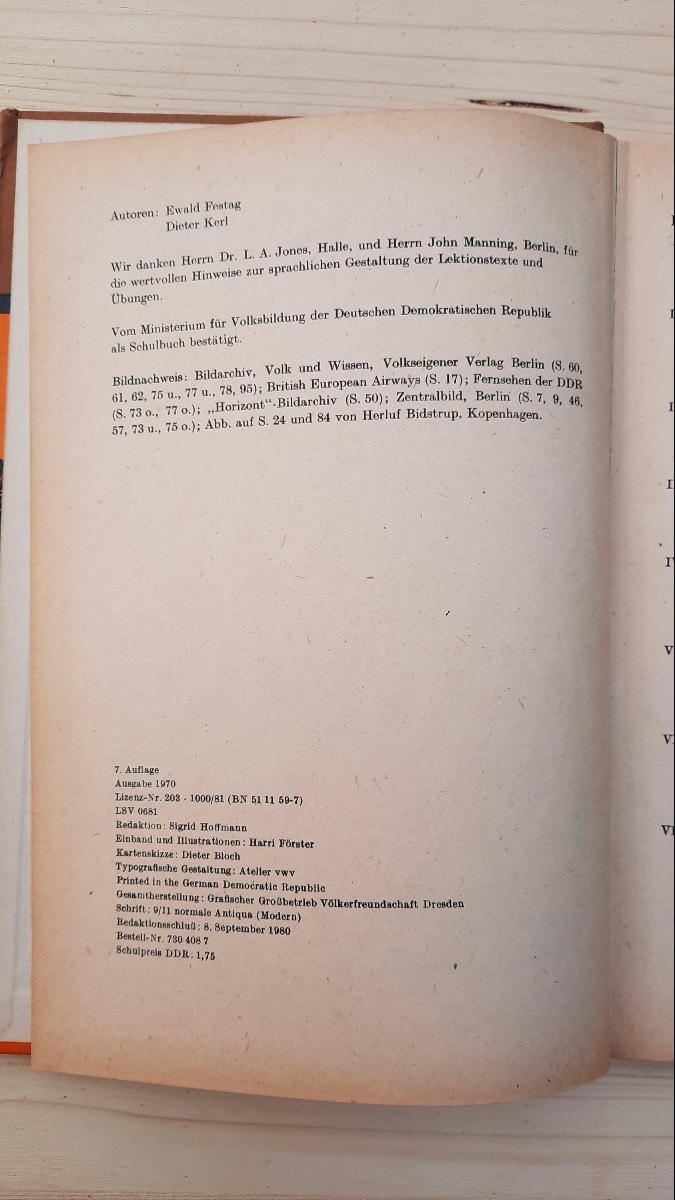 Autoren: Ewald Festag
Dieter Kerl
Wir danken Herrn Dr. L. A. Jones, Halle, und Herrn John Manning, Berlin, für
die wertvollen Hinweise zur sprachlichen Gestaltung der Lektionstexte und
Übungen.
Vom Ministerium für Volksbildung der Deutschen Demokratischen Republik
als Schulbuch bestätigt.
Bildnachweis: Bildarchiv, Volk und Wissen, Volkseigener Verlag Berlin (S. 60,
61, 62, 75 u., 77 u., 78, 95); British European Airways (S. 17); Fernsehen der DDR
(S. 73 o., 77 o.); „Horizont“-Bildarchiv (S. 50); Zentralbild, Berlin (S. 7, 9, 46,
57, 73 u., 75 o.); Abb. auf S. 24 und 84 von Herluf Bidstrup, Kopenhagen.
7. Auflage
Ausgabe 1970
Lizenz-Nr. 203 · 1000/81 (BN 51 11 59-7)
LSV 0681
Redaktion: Sigrid Hoffmann
Einband und Illustrationen: Harri Förster
Kartenskizze: Dieter Bloch
Typografische Gestaltung: Atelier vwv
Printed in the German Democratic Republic
Gesamtherstellung: Grafischer Großbetrieb Völkerfreundschaft Dresden
Schrift: 9/11 normale Antiqua (Modern)
Redaktionsschluß: 8. September 1980
Bestell-Nr. 730 408 7
Schulpreis DDR: 1,75